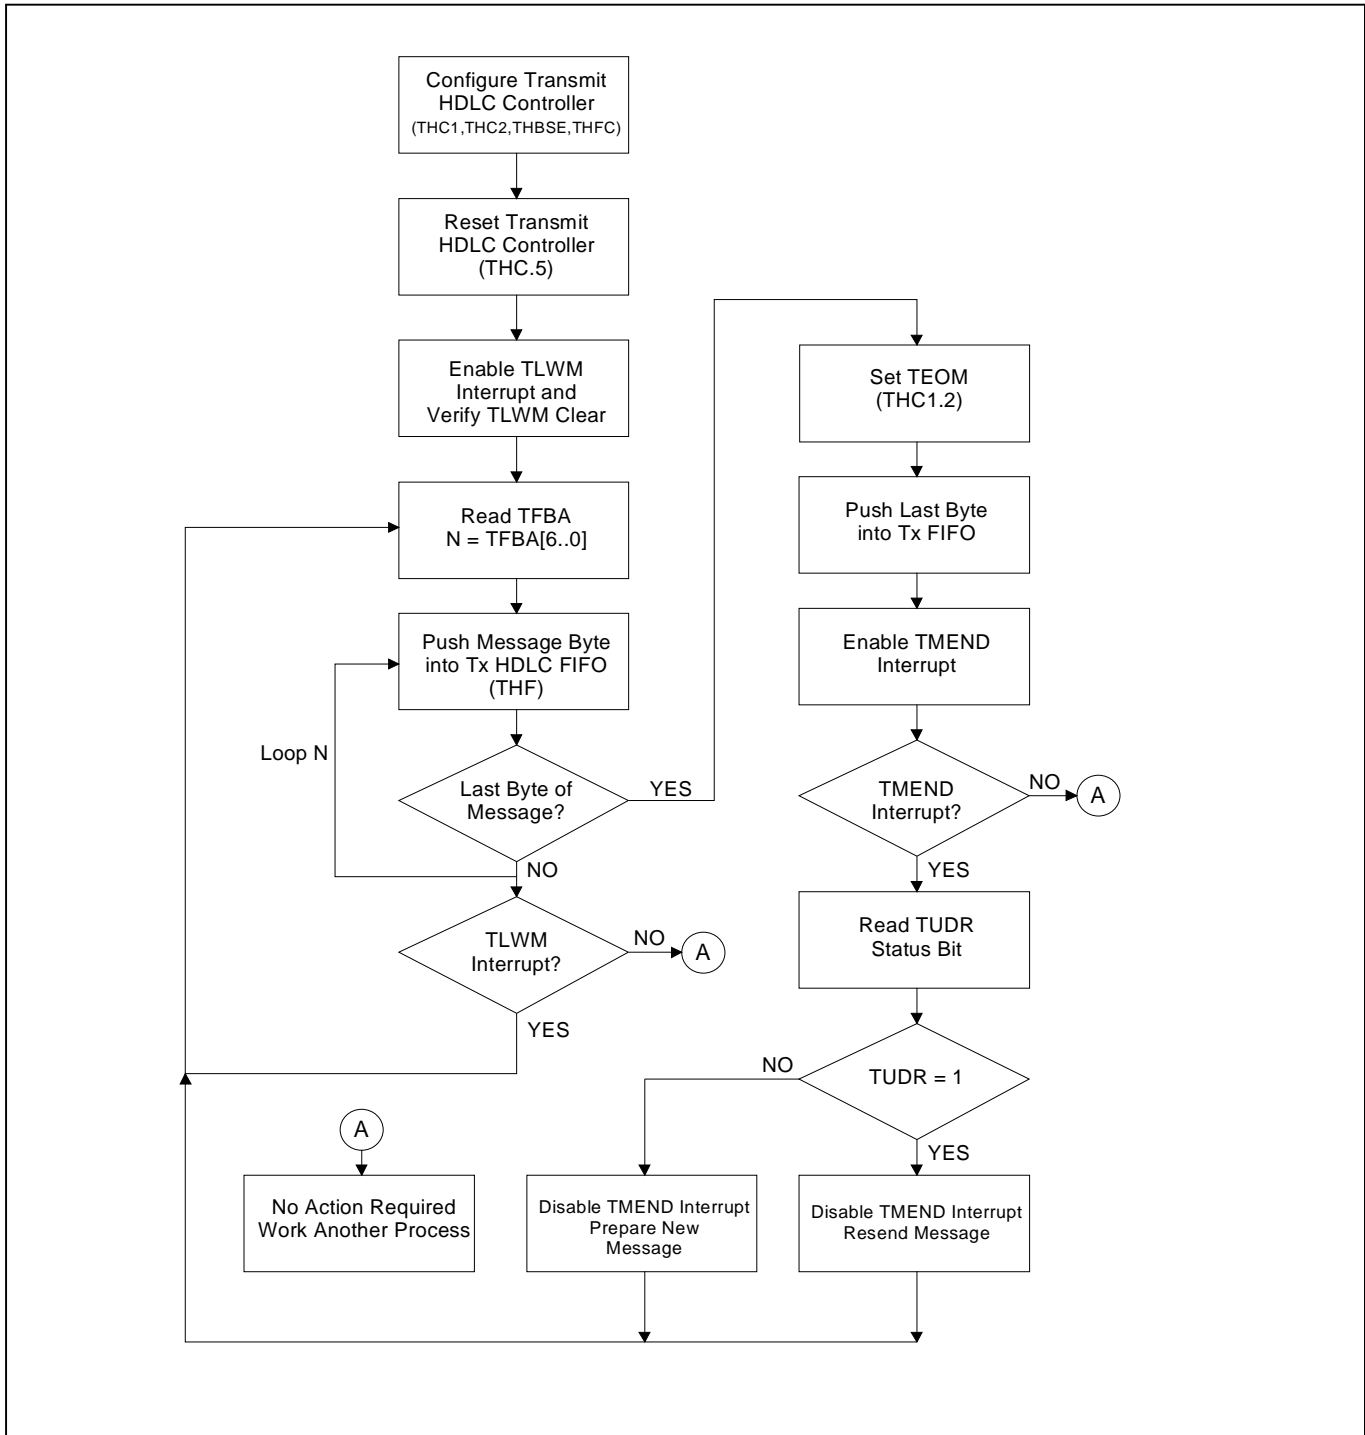 Configure Transmit
HDLC Controller
(THC1,THC2,THBSE,THFC)
Reset Transmit
HDLC Controller
(THC.5)
Enable TLWM
Interrupt and
Verify TLWM Clear
Read TFBA
N = TFBA[6..0]
Push Message Byte
into Tx HDLC FIFO
(THF)
Loop N
Last Byte of
Message?
YES
NO
TLWM
Interrupt?
NO
A
YES
Set TEOM
(THC1.2)
Push Last Byte
into Tx FIFO
Enable TMEND
Interrupt
TMEND
Interrupt?
NO
A
YES
Read TUDR
Status Bit
TUDR = 1
NO
YES
A
No Action Required
Work Another Process
Disable TMEND Interrupt
Prepare New
Message
Disable TMEND Interrupt
Resend Message